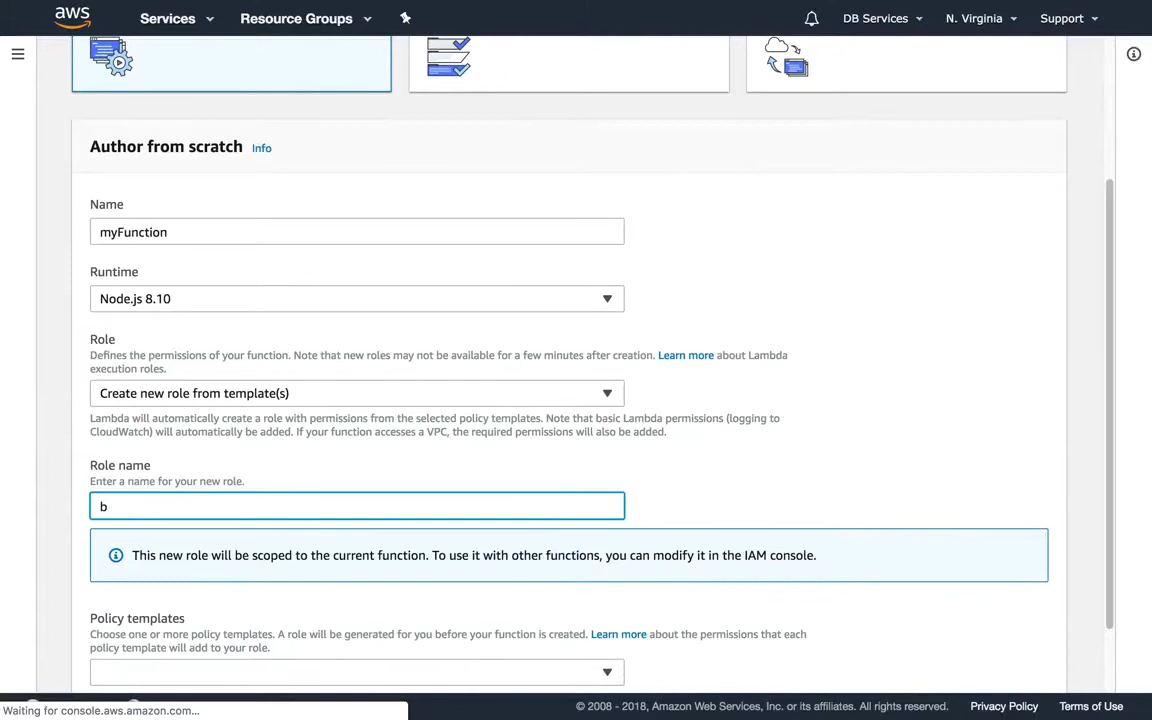 aws Services Resource Groups DB Services N. Virginia Support
Author from scratch Info
Name
myFunction
Runtime
Node.js 8.10
Role
Defines the permissions of your function. Note that new roles may not be available for a few minutes after creation. Learn more about Lambda
execution roles.
Create new role from template(s)
Lambda will automatically create a role with permissions from the selected policy templates. Note that basic Lambda permissions (logging to
CloudWatch) will automatically be added. If your function accesses a VPC, the required permissions will also be added.
Role name
Enter a name for your new role.
b
This new role will be scoped to the current function. To use it with other functions, you can modify it in the IAM console.
Policy templates
Choose one or more policy templates. A role will be generated for you before your function is created. Learn more about the permissions that each
policy template will add to your role.
Waiting for console.aws.amazon.com...
© 2008 - 2018, Amazon Web Services, Inc. or its affiliates. All rights reserved. Privacy Policy Terms of Use